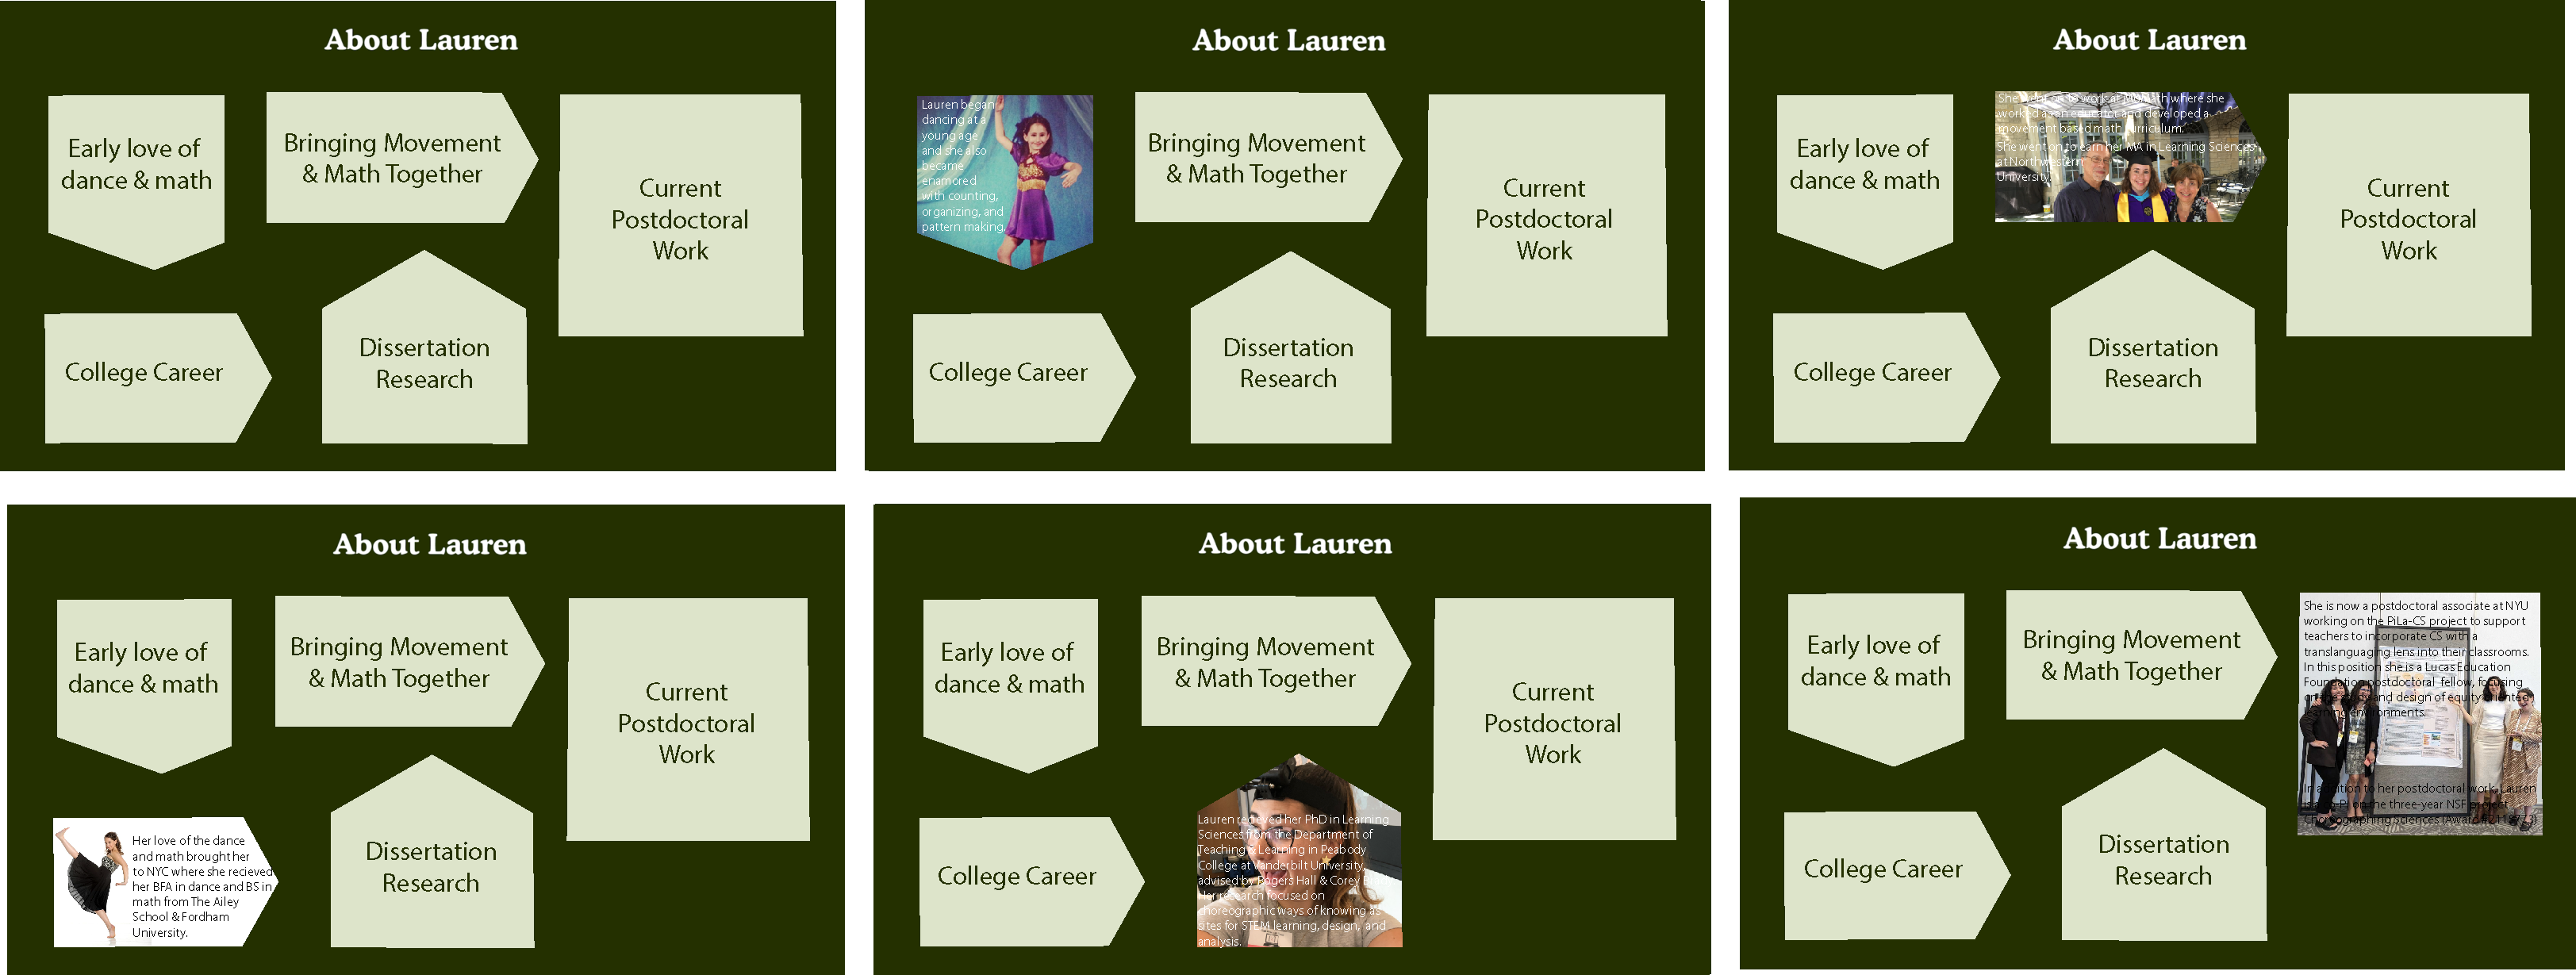 About Lauren
Early love of
dance & math
Bringing Movement
& Math Together
Current
Postdoctoral
Work
College Career
Dissertation
Research
About Lauren
Lauren began
dancing at a
young age
and she also
became
enamored
with counting,
organizing, and
pattern making.
Bringing Movement
& Math Together
Current
Postdoctoral
Work
College Career
Dissertation
Research
About Lauren
Early love of
dance & math
She went on to work at MoMath where she
worked as an educator and developed a
movement based math curriculum.
She went on to earn her MA in Learning Sciences
at Northwestern
University.
Current
Postdoctoral
Work
College Career
Dissertation
Research
About Lauren
Early love of
dance & math
Bringing Movement
& Math Together
Current
Postdoctoral
Work
Her love of the dance
and math brought her
to NYC where she recieved
her BFA in dance and BS in
math from The Ailey
School & Fordham
University.
Dissertation
Research
About Lauren
Early love of
dance & math
Bringing Movement
& Math Together
Current
Postdoctoral
Work
College Career
Lauren recieved her PhD in Learning
Sciences from the Department of
Teaching & Learning in Peabody
College at Vanderbilt University,
advised by Rogers Hall & Corey
Her research focused on
choreographic ways of knowing as
sites for STEM learning, design, and
analysis.
About Lauren
Early love of
dance & math
Bringing Movement
& Math Together
She is now a postdoctoral associate at NYU
working on the PiLa-CS project to support
teachers to incorporate CS with a
translanguaging lens into their classrooms.
In this position she is a Lucas Education
Foundation postdoctoral fellow, focusing
on the study and design of equity oriented
learning environments.
In addition to her postdoctoral work, Lauren
is co-PI on the three-year NSF project
Choreographing Sciences (Award
College Career
Dissertation
Research